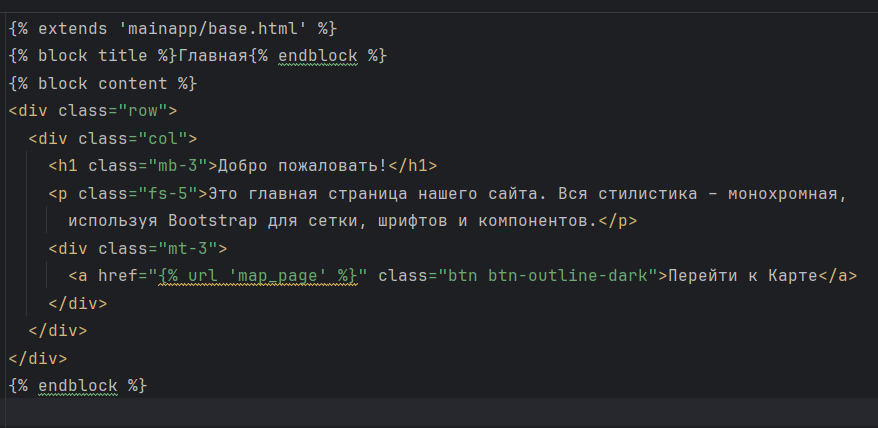 {% extends 'mainapp/base.html' %}
{% block title %}Главная{% endblock %}
{% block content %}
<div class="row">
  <div class="col">
    <h1 class="mb-3">Добро пожаловать!</h1>
    <p class="fs-5">Это главная страница нашего сайта. Вся стилистика – монохромная,
      используя Bootstrap для сетки, шрифтов и компонентов.</p>
    <div class="mt-3">
      <a href="{% url 'map_page' %}" class="btn btn-outline-dark">Перейти к Карте</a>
    </div>
  </div>
</div>
{% endblock %}